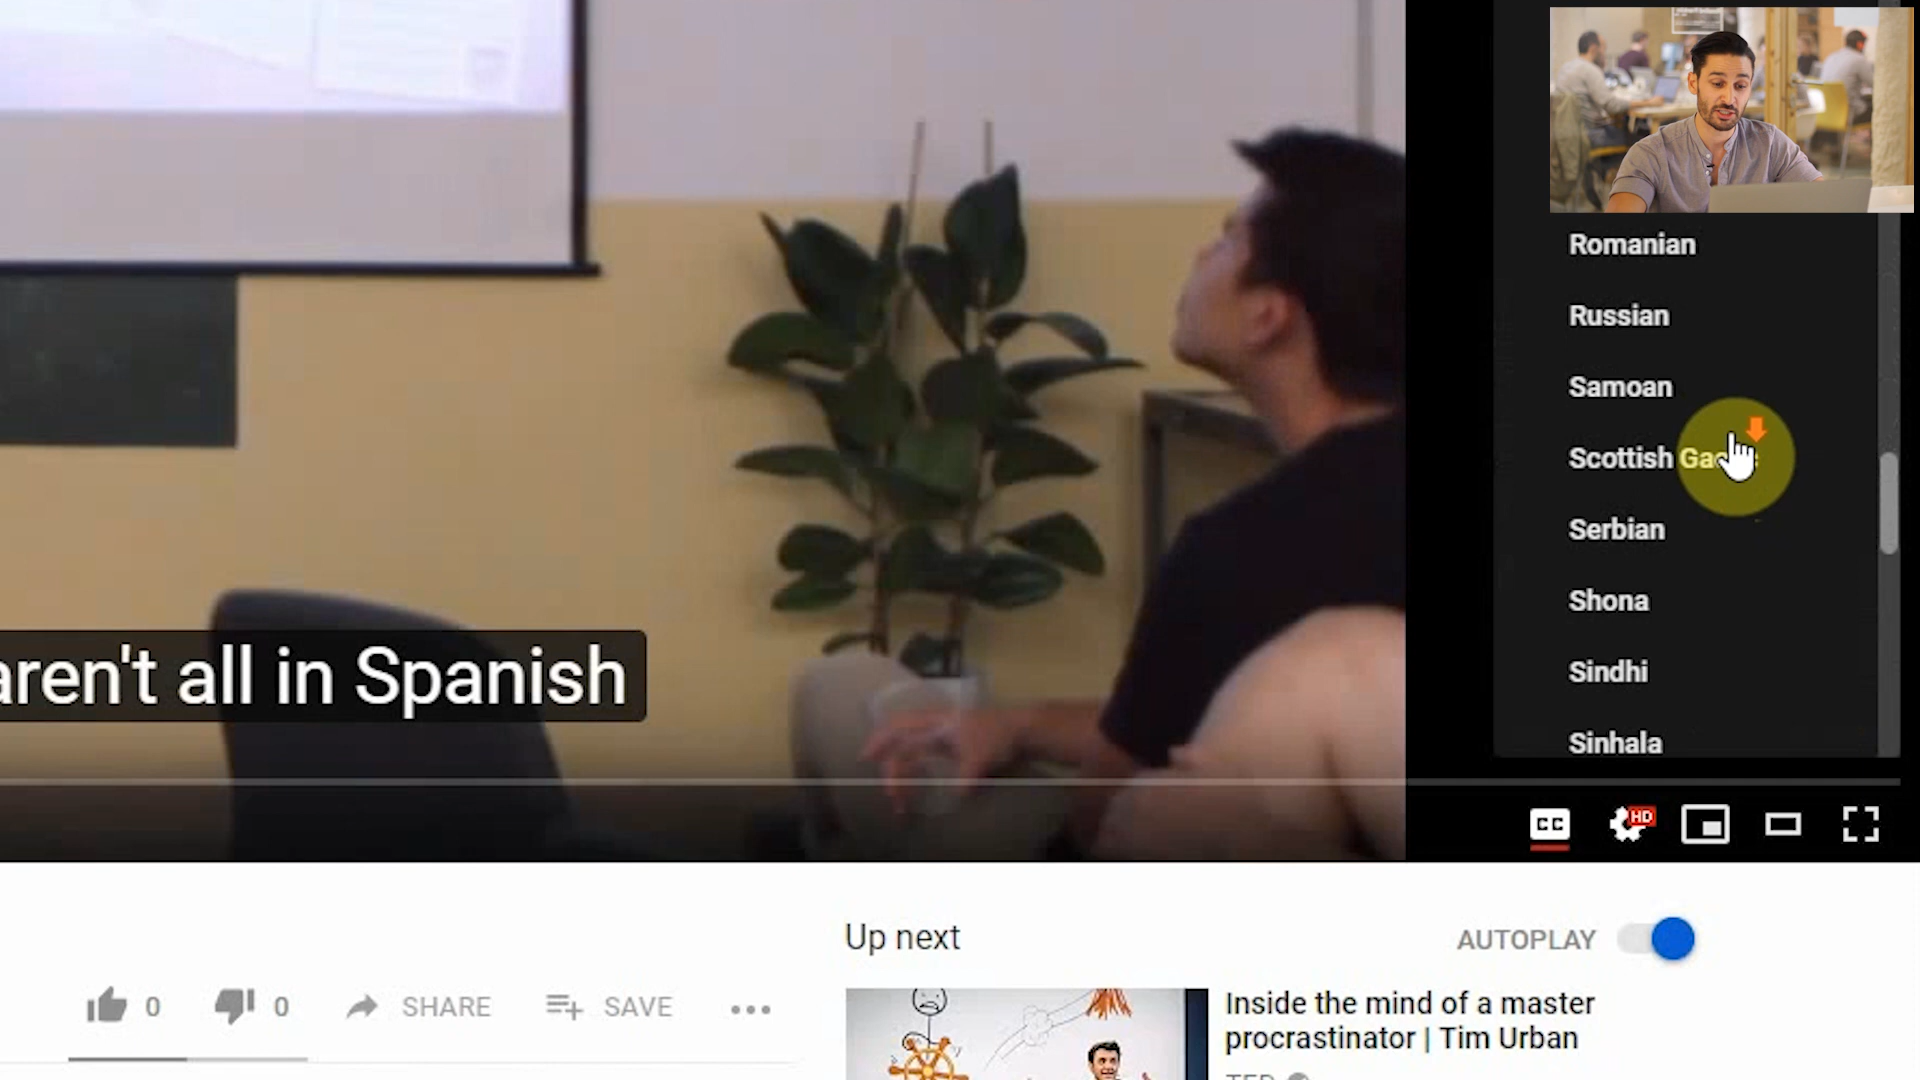 Romanian
Russian
Samoan
Scottish
Serbian
Shona
Sindhi
Sinhala
aren't all in Spanish
CC
HD
Up next
AUTOPLAY
0
0
SHARE
SAVE
Inside the mind of a master
procrastinator | Tim Urban